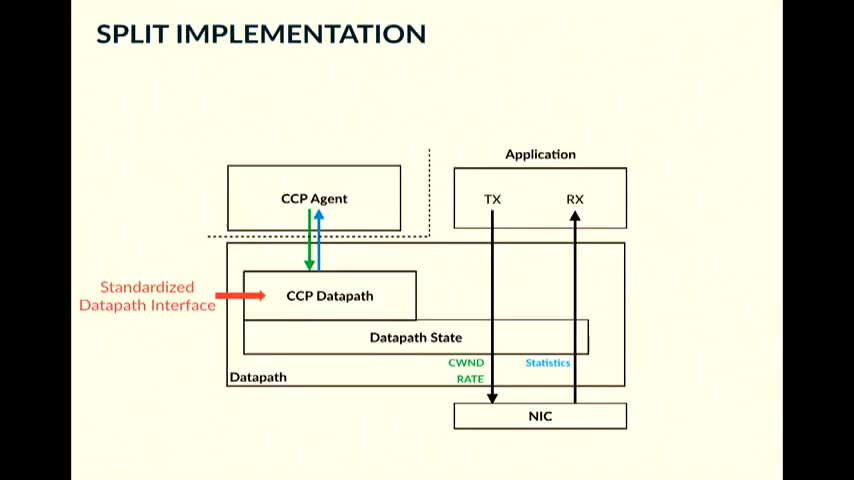 SPLIT IMPLEMENTATION
Application
CCP Agent
TX
RX
Standardized
Datapath Interface
CCP Datapath
Datapath State
CWND
RATE
Statistics
Datapath
NIC